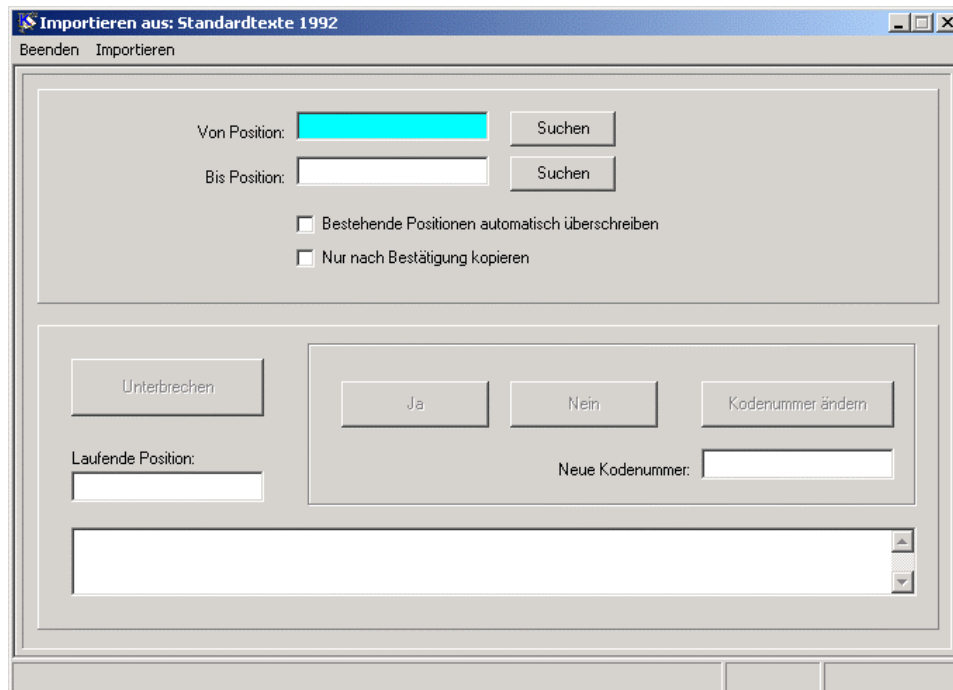 Importieren aus: Standardtexte 1992
Beenden Importieren
Von Position: Suchen
Bis Position: Suchen
Bestehende Positionen automatisch überschreiben
Nur nach Bestätigung kopieren
Unterbrechen
Ja Nein Kodenummer ändern
Laufende Position:
Neue Kodenummer: